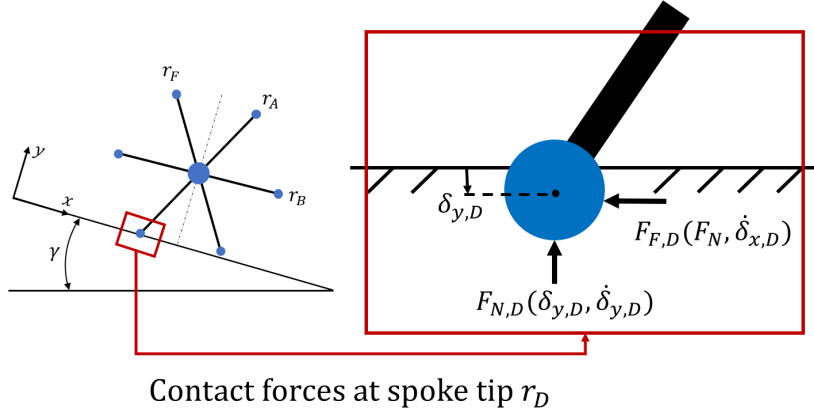 r_F
r_A
y
x
r_B
γ
δ_{y,D}
F_{F,D}(F_N, δ̇_{x,D})
F_{N,D}(δ_{y,D}, δ̇_{y,D})
Contact forces at spoke tip r_D